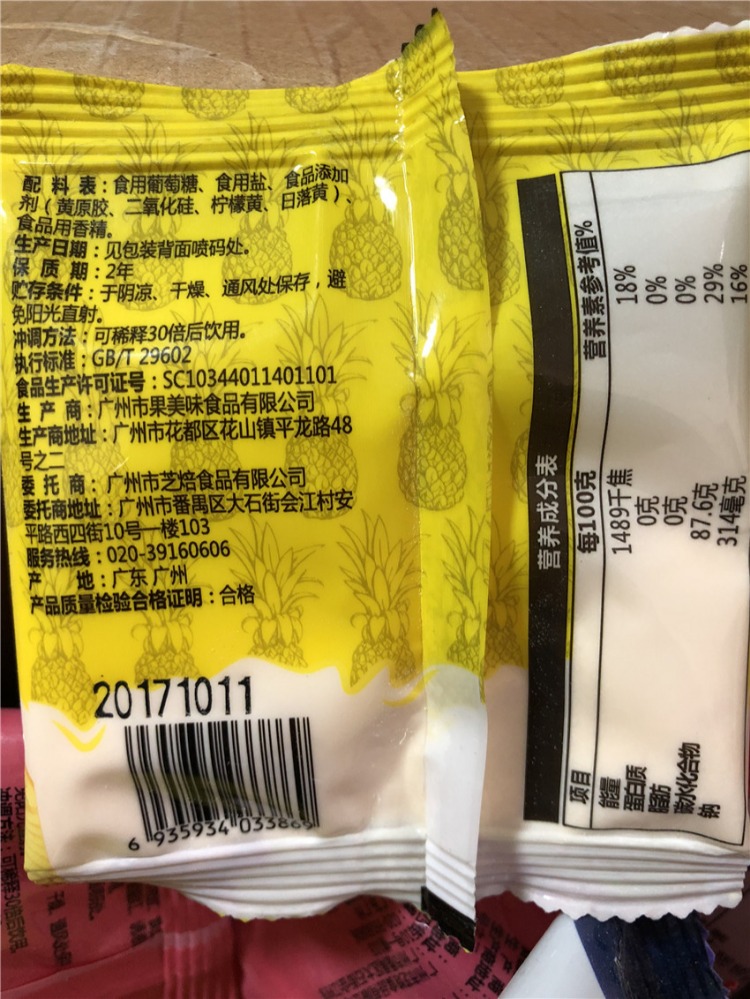 配料表：食用葡萄糖、食用盐、食品添加
剂（黄原胶、二氧化硅、柠檬黄、日落黄）、
食品用香精。
生产日期：见包装背面喷码处。
保质期：2年
贮存条件：于阴凉、干燥、通风处保存，避
免阳光直射。
冲调方法：可稀释30倍后饮用。
执行标准：GB/T 29602
食品生产许可证号：SC10344011401101
生产商：广州市果美味食品有限公司
生产商地址：广州市花都区花山镇平龙路48
号之二
委托商：广州市芝焙食品有限公司
委托商地址：广州市番禺区大石街会江村安
平路西四街10号一楼103
服务热线：020-39160606
产地：广东 广州
产品质量检验合格证明：合格
20171011
6 935934 033869
营养成分表
项目 每100克 营养素参考值%
能量 1489千焦 18%
蛋白质 0克 0%
脂肪 0克 0%
碳水化合物 87.6克 29%
钠 314毫克 16%